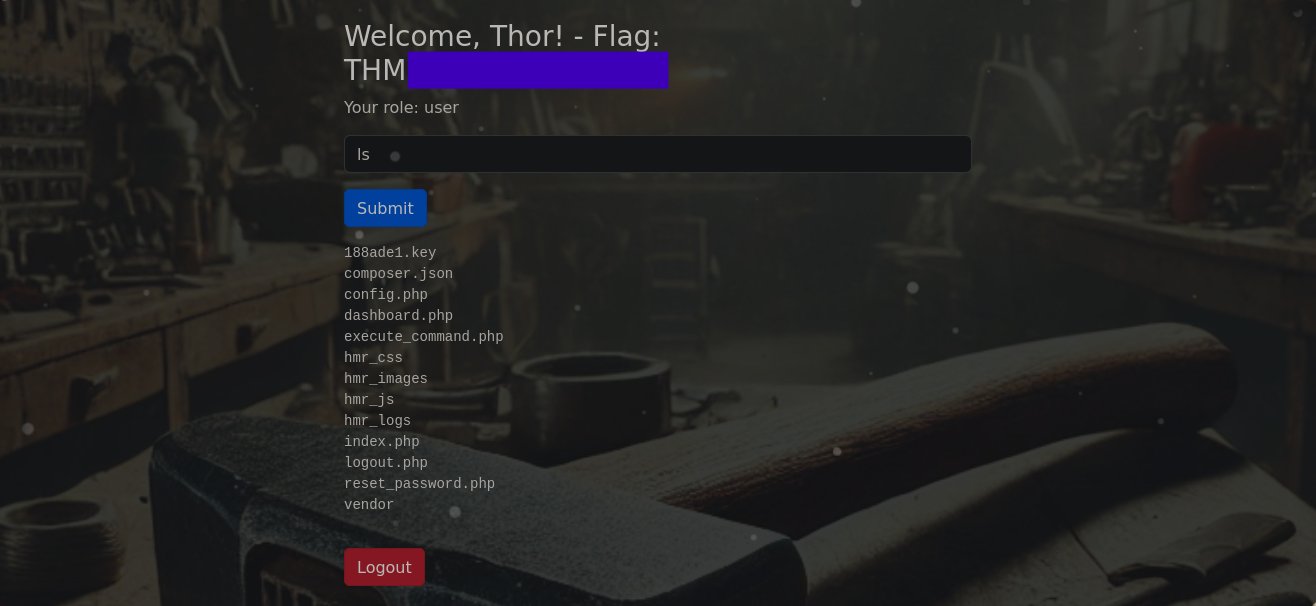 Welcome, Thor! - Flag:
THM
Your role: user
ls
Submit
188ade1.key
composer.json
config.php
dashboard.php
execute_command.php
hmr_css
hmr_images
hmr_js
hmr_logs
index.php
logout.php
reset_password.php
vendor
Logout